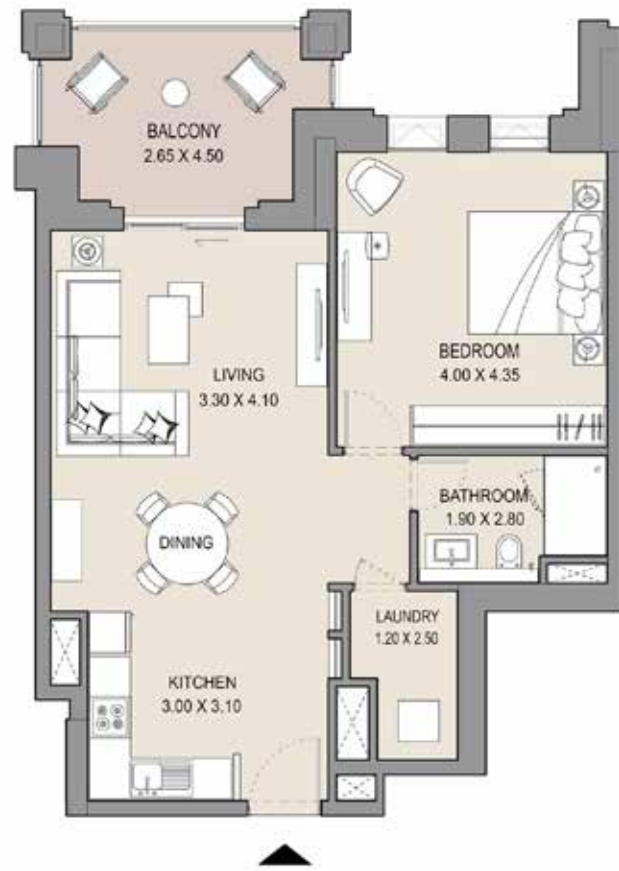 BALCONY
2.65 X 4.50
BEDROOM
4.00 X 4.35
LIVING
3.30 X 4.10
BATHROOM
1.90 X 2.80
DINING
LAUNDRY
1.20 X 2.50
KITCHEN
3.00 X 3.10